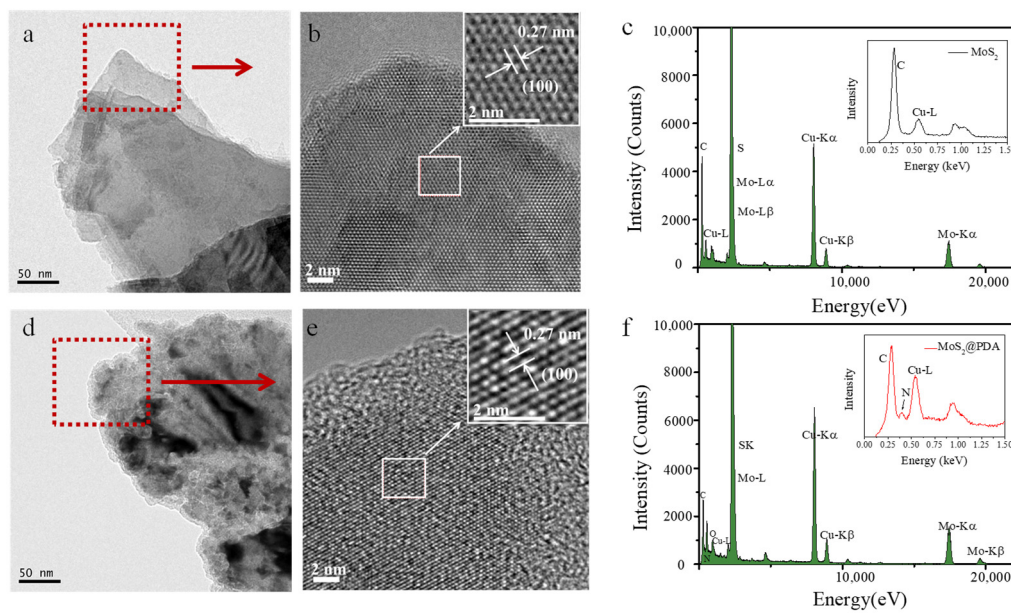 a
50 nm
b
0.27 nm
(100)
2 nm
2 nm
c
10,000
8000
6000
4000
2000
0
Intensity (Counts)
C
Cu-L
S
Mo-Lα
Mo-Lβ
Cu-Kα
Cu-Kβ
Mo-Kα
10,000
20,000
Energy(eV)
MoS2
Intensity
C
Cu-L
0.00 0.25 0.50 0.75 1.00 1.25 1.5
Energy (keV)
d
50 nm
e
0.27 nm
(100)
2 nm
2 nm
f
10,000
8000
6000
4000
2000
0
Intensity (Counts)
C
N
O
Cu-L
SK
Mo-L
Cu-Kα
Cu-Kβ
Mo-Kα
Mo-Kβ
10,000
20,000
Energy(eV)
MoS2@PDA
Intensity
C
N
Cu-L
0.00 0.25 0.50 0.75 1.00 1.25 1.50
Energy (keV)